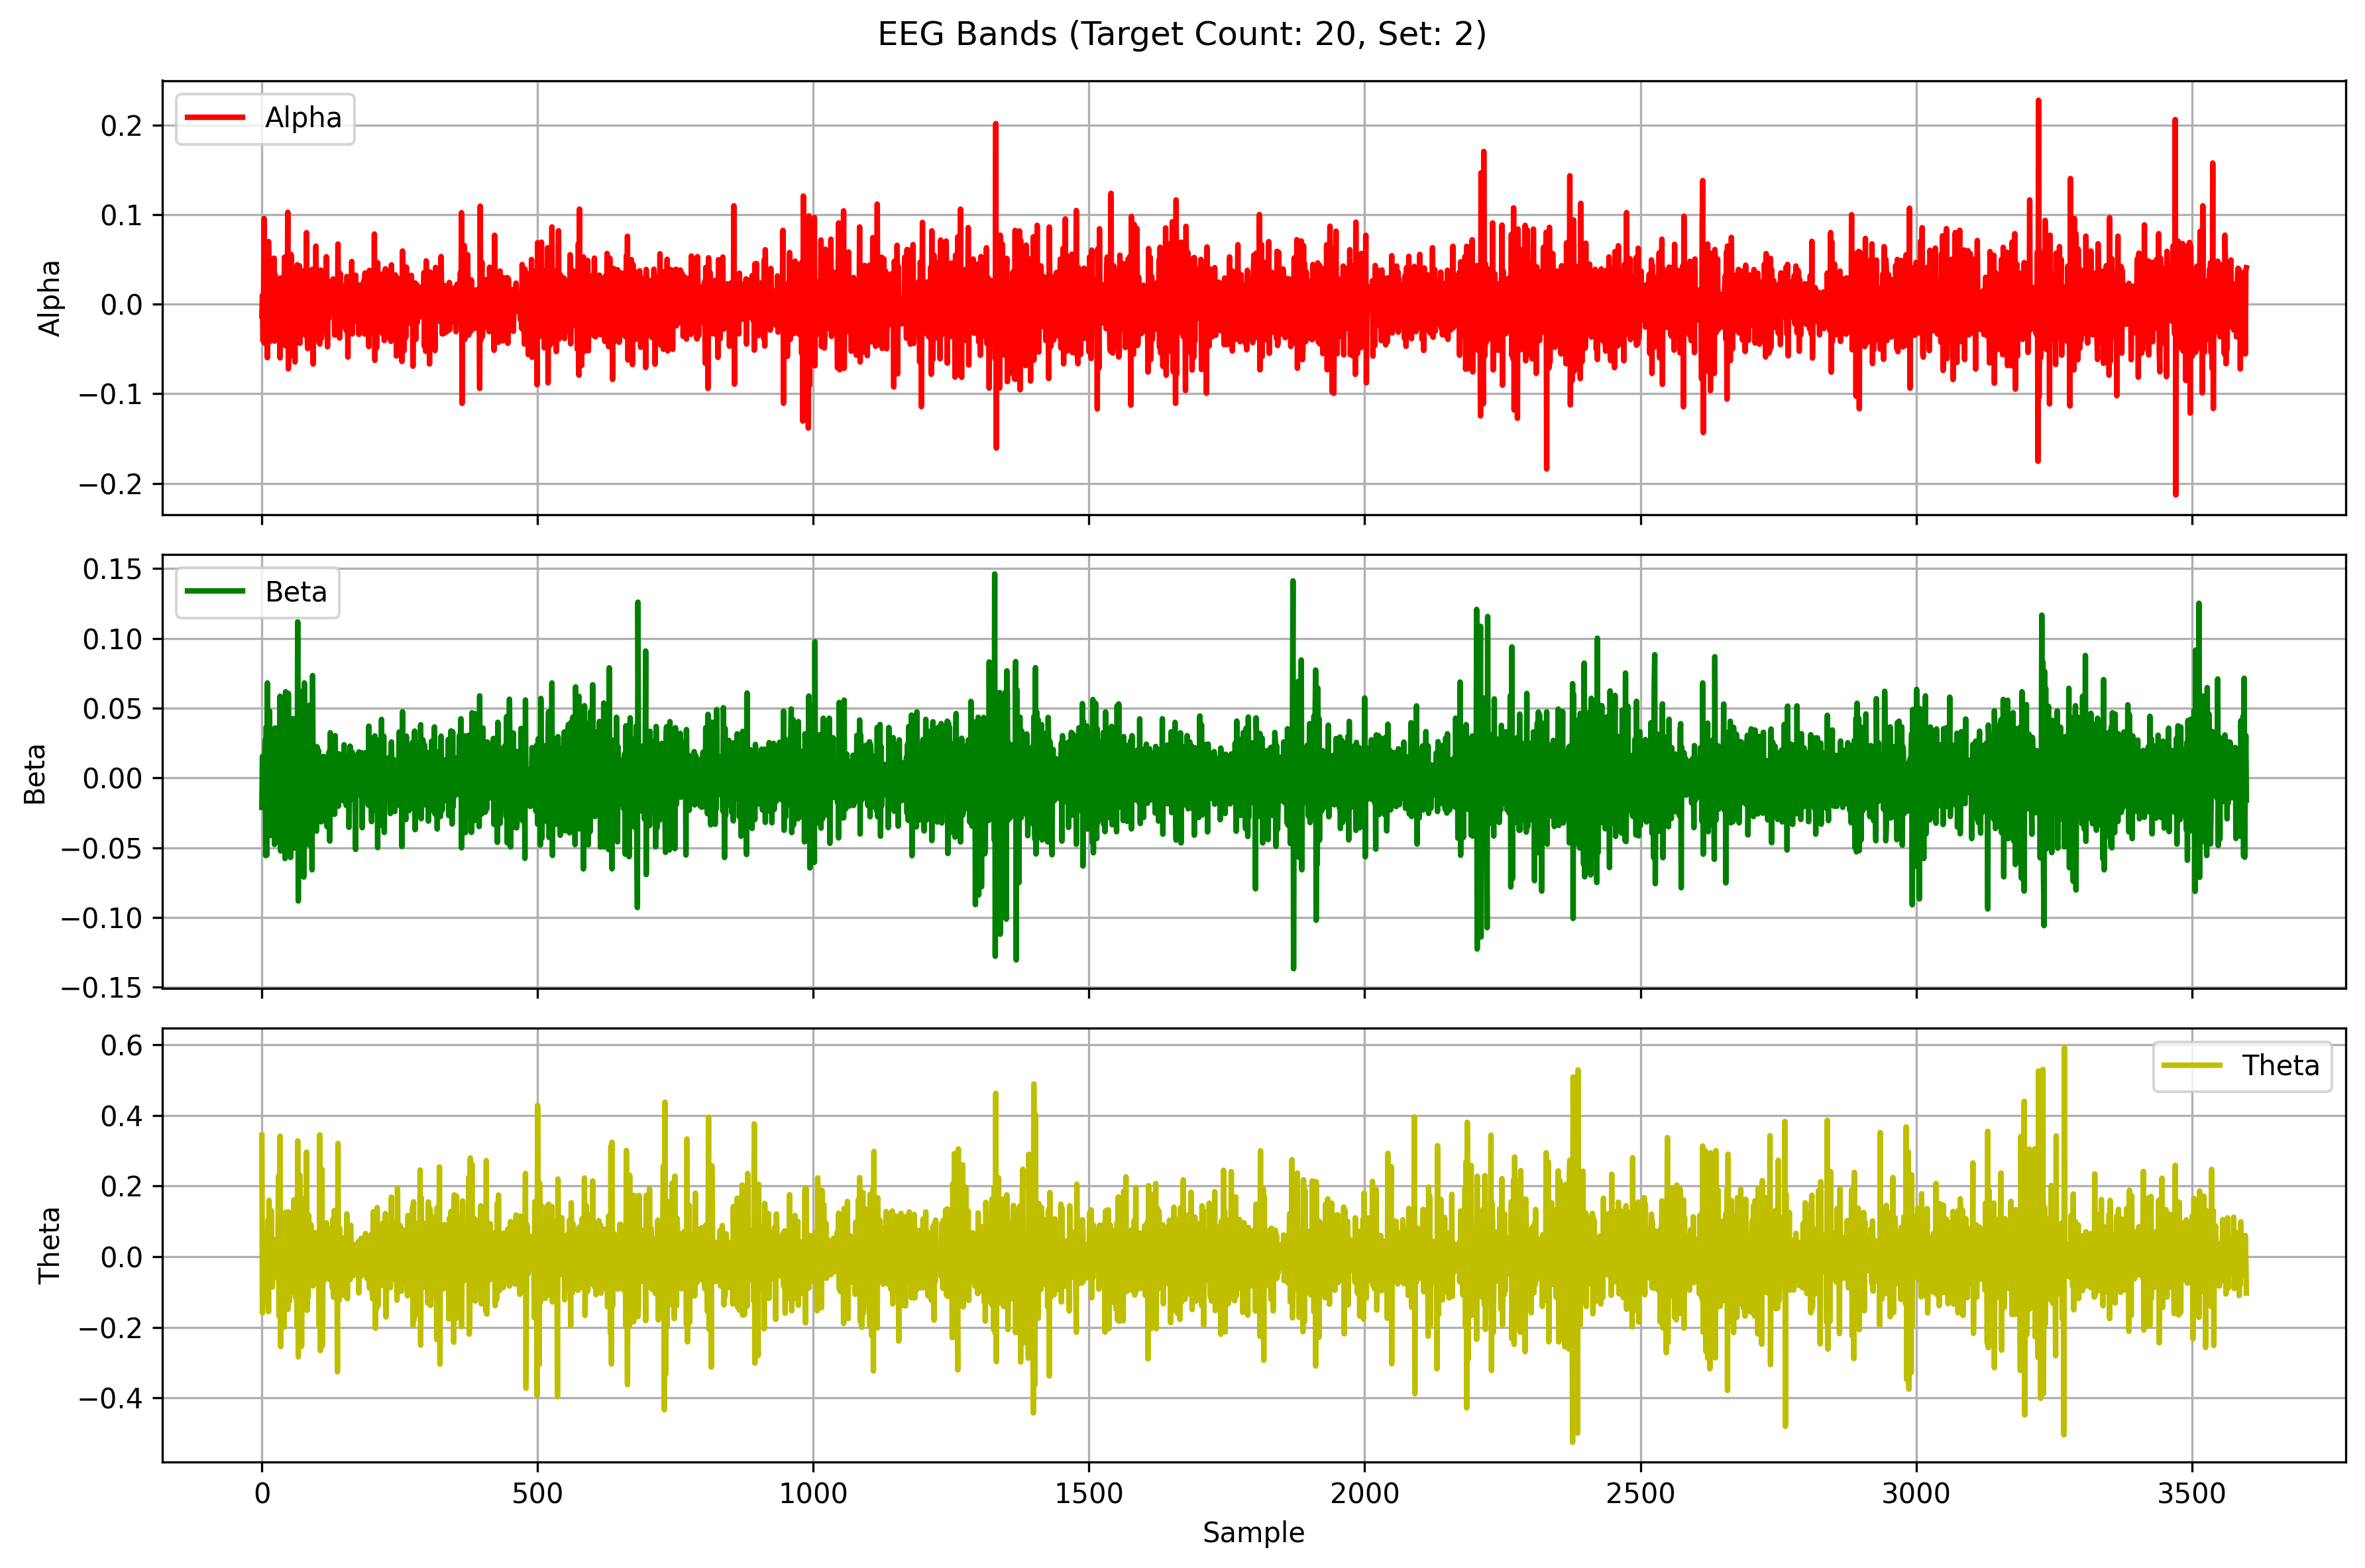 EEG Bands (Target Count: 20, Set: 2)
Alpha
0.2
0.1
0.0
−0.1
−0.2
Alpha
Beta
0.15
0.10
0.05
0.00
−0.05
−0.10
−0.15
Beta
Theta
0.6
0.4
0.2
0.0
−0.2
−0.4
Theta
0 500 1000 1500 2000 2500 3000 3500
Sample